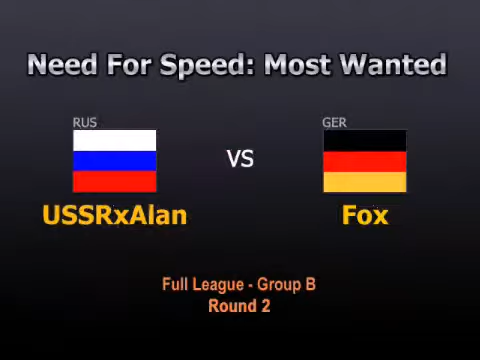 Need For Speed: Most Wanted
RUS
GER
VS
USSRxAlan
Fox
Full League - Group B
Round 2